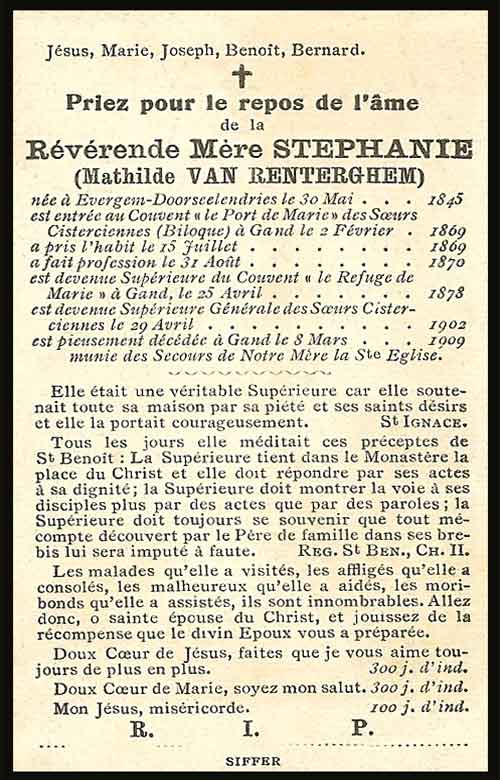 Jésus, Marie, Joseph, Benoît, Bernard.
Priez pour le repos de l'âme
de la
Révérende Mère STEPHANIE
(Mathilde VAN RENTERGHEM)
née à Evergem-Doorseelendries le 30 Mai . . . 1845
est entrée au Couvent « le Port de Marie » des Sœurs
Cisterciennes (Biloque) à Gand le 2 Février . 1869
a pris l'habit le 15 Juillet . . . . . . . . 1869
a fait profession le 31 Août . . . . . . . . 1870
est devenue Supérieure du Couvent « le Refuge de
Marie » à Gand, le 25 Avril . . . . . . . 1878
est devenue Supérieure Générale des Sœurs Cister-
ciennes le 29 Avril . . . . . . . . . . 1902
est pieusement décédée à Gand le 8 Mars . . . 1909
munie des Secours de Notre Mère la Ste Eglise.
Elle était une véritable Supérieure car elle soute-
nait toute sa maison par sa piété et ses saints désirs
et elle la portait courageusement. St IGNACE.
Tous les jours elle méditait ces préceptes de
St Benoît : La Supérieure tient dans le Monastère la
place du Christ et elle doit répondre par ses actes
à sa dignité; la Supérieure doit montrer la voie à ses
disciples plus par des actes que par des paroles ; la
Supérieure doit toujours se souvenir que tout mé-
compte découvert par le Père de famille dans ses bre-
bis lui sera imputé à faute. REG. St BEN., CH. II.
Les malades qu'elle a visités, les affligés qu'elle a
consolés, les malheureux qu'elle a aidés, les mori-
bonds qu'elle a assistés, ils sont innombrables. Allez
donc, o sainte épouse du Christ, et jouissez de la
récompense que le divin Epoux vous a préparée.
Doux Cœur de Jésus, faites que je vous aime tou-
jours de plus en plus. 300 j. d'ind.
Doux Cœur de Marie, soyez mon salut. 300 j. d'ind.
Mon Jésus, miséricorde. 100 j. d'ind.
R. I. P.
SIFFER